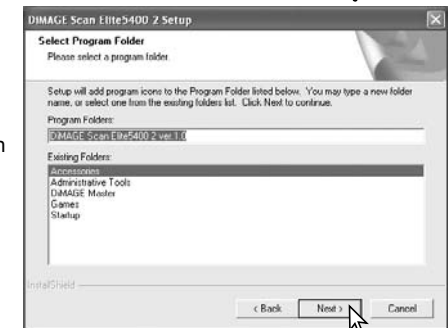 DiMAGE Scan Elite5400 2 Setup
Select Program Folder
Please select a program folder.
Setup will add program icons to the Program Folder listed below. You may type a new folder
name, or select one from the existing folders list. Click Next to continue.
Program Folders:
DiMAGE Scan Elite5400 2 ver.1.0
n
Existing Folders:
Accessories
Administrative Tools
DiMAGE Master
Games
Startup
InstallShield
< Back
Next >
Cancel